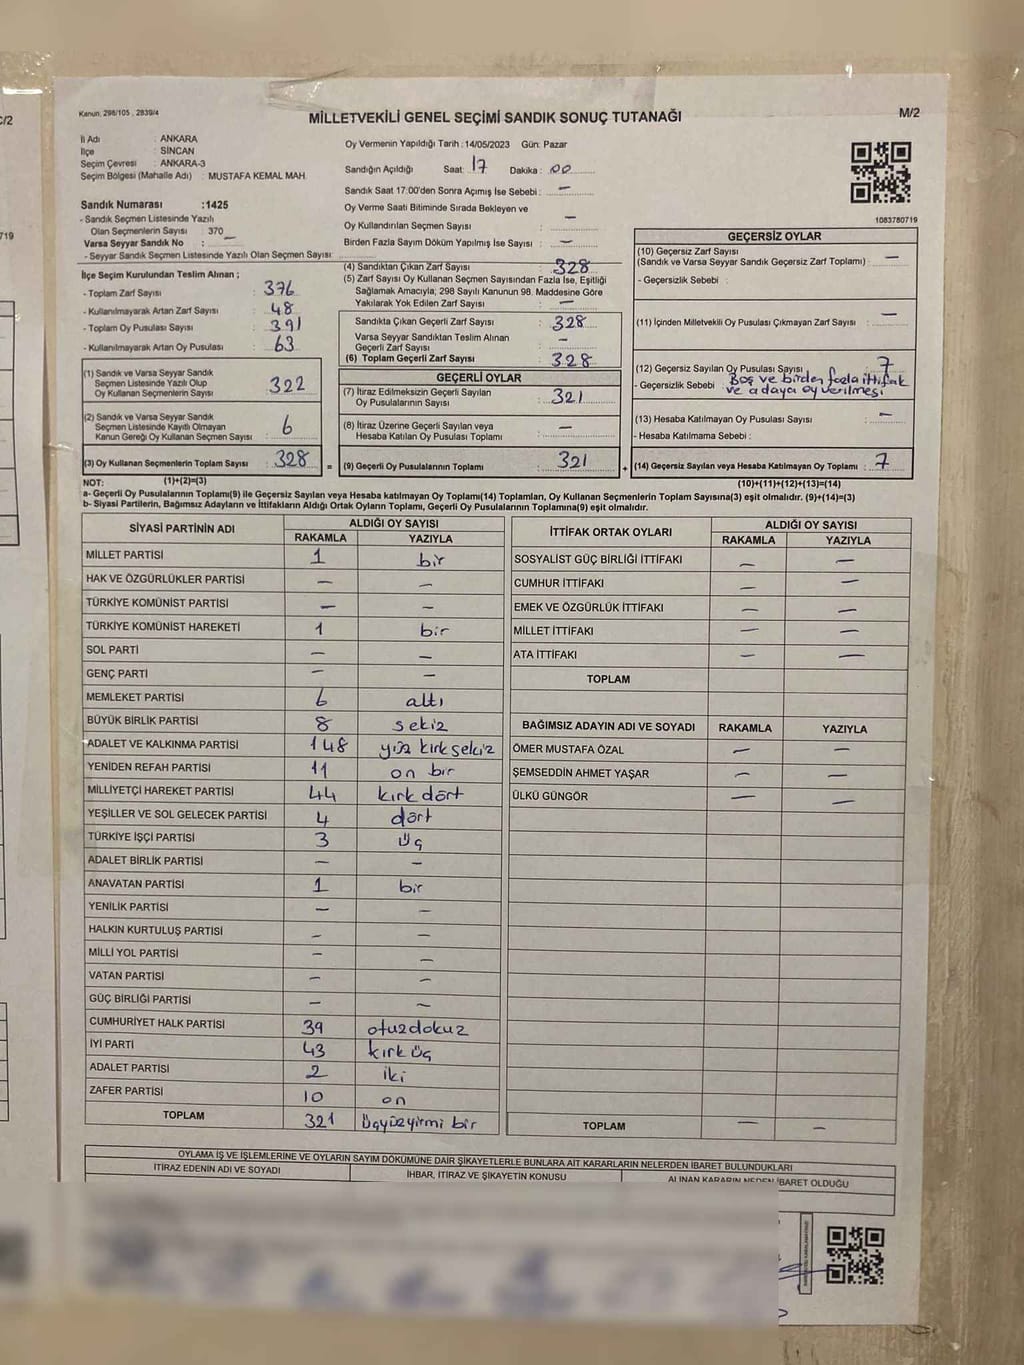 Kanun, 298/105 , 2839/4
MİLLETVEKİLİ GENEL SEÇİMİ SANDIK SONUÇ TUTANAĞI
M/2
İl Adı : ANKARA
İlçe : SİNCAN
Seçim Çevresi : ANKARA-3
Seçim Bölgesi (Mahalle Adı) : MUSTAFA KEMAL MAH.
Sandık Numarası :1425
- Sandık Seçmen Listesinde Yazılı
Olan Seçmenlerin Sayısı : 370
Varsa Seyyar Sandık No : —
- Seyyar Sandık Seçmen Listesinde Yazılı Olan Seçmen Sayısı:
Oy Vermenin Yapıldığı Tarih :14/05/2023 Gün: Pazar
Sandığın Açıldığı Saat: 17 Dakika : 00
Sandık Saat 17:00'den Sonra Açımış İse Sebebi : —
Oy Verme Saati Bitiminde Sırada Bekleyen ve
Oy Kullandırılan Seçmen Sayısı : —
Birden Fazla Sayım Döküm Yapılmış İse Sayısı : —
1083780719
İlçe Seçim Kurulundan Teslim Alınan ;
- Toplam Zarf Sayısı : 376
- Kullanılmayarak Artan Zarf Sayısı : 48
- Toplam Oy Pusulası Sayısı : 391
- Kullanılmayarak Artan Oy Pusulası : 63
(1) Sandık ve Varsa Seyyar Sandık
Seçmen Listesinde Yazılı Olup
Oy Kullanan Seçmenlerin Sayısı : 322
(2) Sandık ve Varsa Seyyar Sandık
Seçmen Listesinde Kayıtlı Olmayan
Kanun Gereği Oy Kullanan Seçmen Sayısı : 6
(3) Oy Kullanan Seçmenlerin Toplam Sayısı : 328
(4) Sandıktan Çıkan Zarf Sayısı : 328
(5) Zarf Sayısı Oy Kullanan Seçmen Sayısından Fazla İse, Eşitliği
Sağlamak Amacıyla; 298 Sayılı Kanunun 98. Maddesine Göre
Yakılarak Yok Edilen Zarf Sayısı : —
Sandıkta Çıkan Geçerli Zarf Sayısı : 328
Varsa Seyyar Sandıktan Teslim Alınan
Geçerli Zarf Sayısı : —
(6) Toplam Geçerli Zarf Sayısı : 328
GEÇERLİ OYLAR
(7) İtiraz Edilmeksizin Geçerli Sayılan
Oy Pusulalarının Sayısı : 321
(8) İtiraz Üzerine Geçerli Sayılan veya
Hesaba Katılan Oy Pusulası Toplamı : —
= (9) Geçerli Oy Pusulalarının Toplamı : 321
GEÇERSİZ OYLAR
(10) Geçersiz Zarf Sayısı
(Sandık ve Varsa Seyyar Sandık Geçersiz Zarf Toplamı) : —
- Geçersizlik Sebebi :
(11) İçinden Milletvekili Oy Pusulası Çıkmayan Zarf Sayısı : —
(12) Geçersiz Sayılan Oy Pusulası Sayısı : 7
- Geçersizlik Sebebi : Boş ve birden fazla ittifak
ve adaya oy verilmesi
(13) Hesaba Katılmayan Oy Pusulası : —
- Hesaba Katılmama Sebebi :
+ (14) Geçersiz Sayılan veya Hesaba Katılmayan Oy Toplamı : 7
NOT: (1)+(2)=(3)
(10)+(11)+(12)+(13)=(14)
a- Geçerli Oy Pusulalarının Toplamı(9) ile Geçersiz Sayılan veya Hesaba katılmayan Oy Toplamı(14) Toplamları, Oy Kullanan Seçmenlerin Toplam Sayısına(3) eşit olmalıdır. (9)+(14)=(3)
b- Siyasi Partilerin, Bağımsız Adayların ve İttifakların Aldığı Ortak Oyların Toplamı, Geçerli Oy Pusulalarının Toplamına(9) eşit olmalıdır.
SİYASİ PARTİNİN ADI ALDIĞI OY SAYISI
RAKAMLA YAZIYLA
MİLLET PARTİSİ 1 bir
HAK VE ÖZGÜRLÜKLER PARTİSİ — —
TÜRKİYE KOMÜNİST PARTİSİ — —
TÜRKİYE KOMÜNİST HAREKETİ 1 bir
SOL PARTİ — —
GENÇ PARTİ — —
MEMLEKET PARTİSİ 6 altı
BÜYÜK BİRLİK PARTİSİ 8 sekiz
ADALET VE KALKINMA PARTİSİ 148 yüz kırk sekiz
YENİDEN REFAH PARTİSİ 11 on bir
MİLLİYETÇİ HAREKET PARTİSİ 44 kırk dört
YEŞİLLER VE SOL GELECEK PARTİSİ 4 dört
TÜRKİYE İŞÇİ PARTİSİ 3 üç
ADALET BİRLİK PARTİSİ — —
ANAVATAN PARTİSİ 1 bir
YENİLİK PARTİSİ — —
HALKIN KURTULUŞ PARTİSİ — —
MİLLİ YOL PARTİSİ — —
VATAN PARTİSİ — —
GÜÇ BİRLİĞİ PARTİSİ — —
CUMHURİYET HALK PARTİSİ 39 otuzdokuz
İYİ PARTİ 43 kırk üç
ADALET PARTİSİ 2 iki
ZAFER PARTİSİ 10 on
TOPLAM 321 Üçyüzyirmi bir
İTTİFAK ORTAK OYLARI ALDIĞI OY SAYISI
RAKAMLA YAZIYLA
SOSYALİST GÜÇ BİRLİĞİ İTTİFAKI — —
CUMHUR İTTİFAKI — —
EMEK VE ÖZGÜRLÜK İTTİFAKI — —
MİLLET İTTİFAKI — —
ATA İTTİFAKI — —
TOPLAM
BAĞIMSIZ ADAYIN ADI VE SOYADI RAKAMLA YAZIYLA
ÖMER MUSTAFA ÖZAL — —
ŞEMSEDDİN AHMET YAŞAR — —
ÜLKÜ GÜNGÖR — —
TOPLAM — —
OYLAMA İŞ VE İŞLEMLERİNE VE OYLARIN SAYIM DÖKÜMÜNE DAİR ŞİKAYETLERLE BUNLARA AİT KARARLARIN NELERDEN İBARET BULUNDUKLARI
İTİRAZ EDENİN ADI VE SOYADI İHBAR, İTİRAZ VE ŞİKAYETİN KONUSU ALINAN KARARIN NEDEN İBARET OLDUĞU